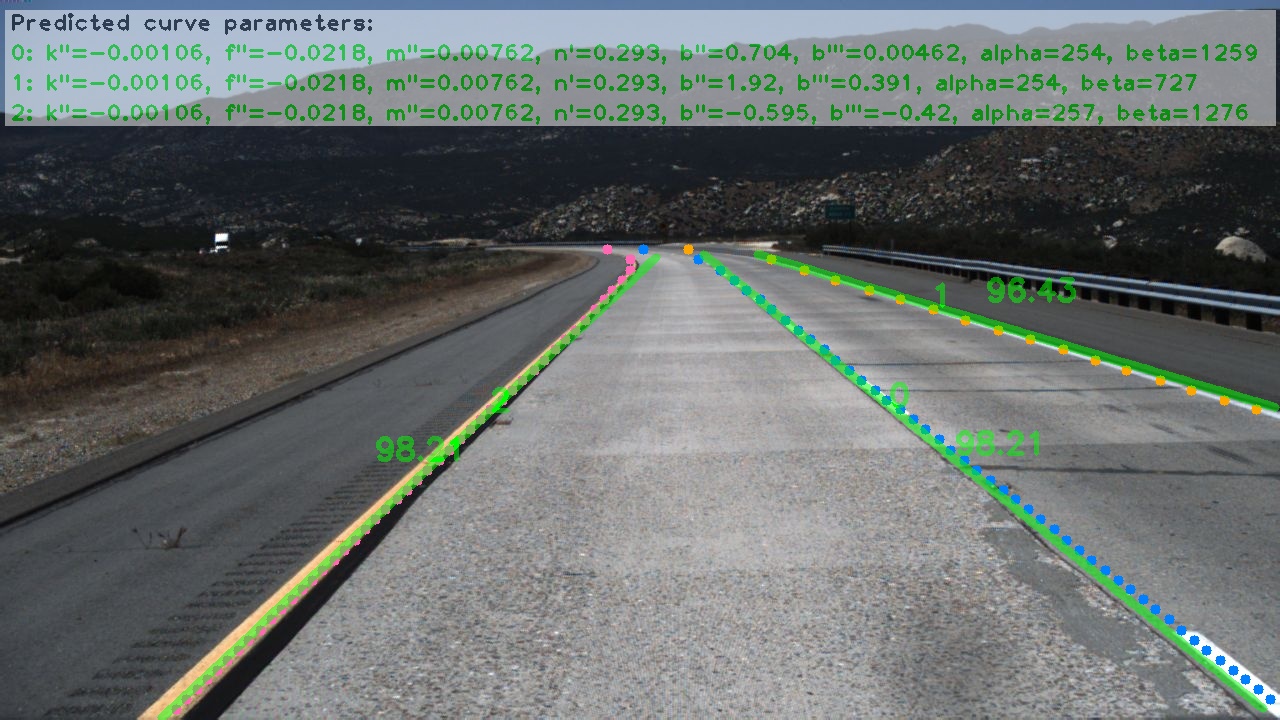 Predicted curve parameters:
0: k''=-0.00106, f''=-0.0218, m''=0.00762, n'=0.293, b''=0.704, b'''=0.00462, alpha=254, beta=1259
1: k''=-0.00106, f''=-0.0218, m''=0.00762, n'=0.293, b''=1.92, b'''=0.391, alpha=254, beta=727
2: k''=-0.00106, f''=-0.0218, m''=0.00762, n'=0.293, b''=-0.595, b'''=-0.42, alpha=257, beta=1276
1 96.43
2 0
98.21 98.21